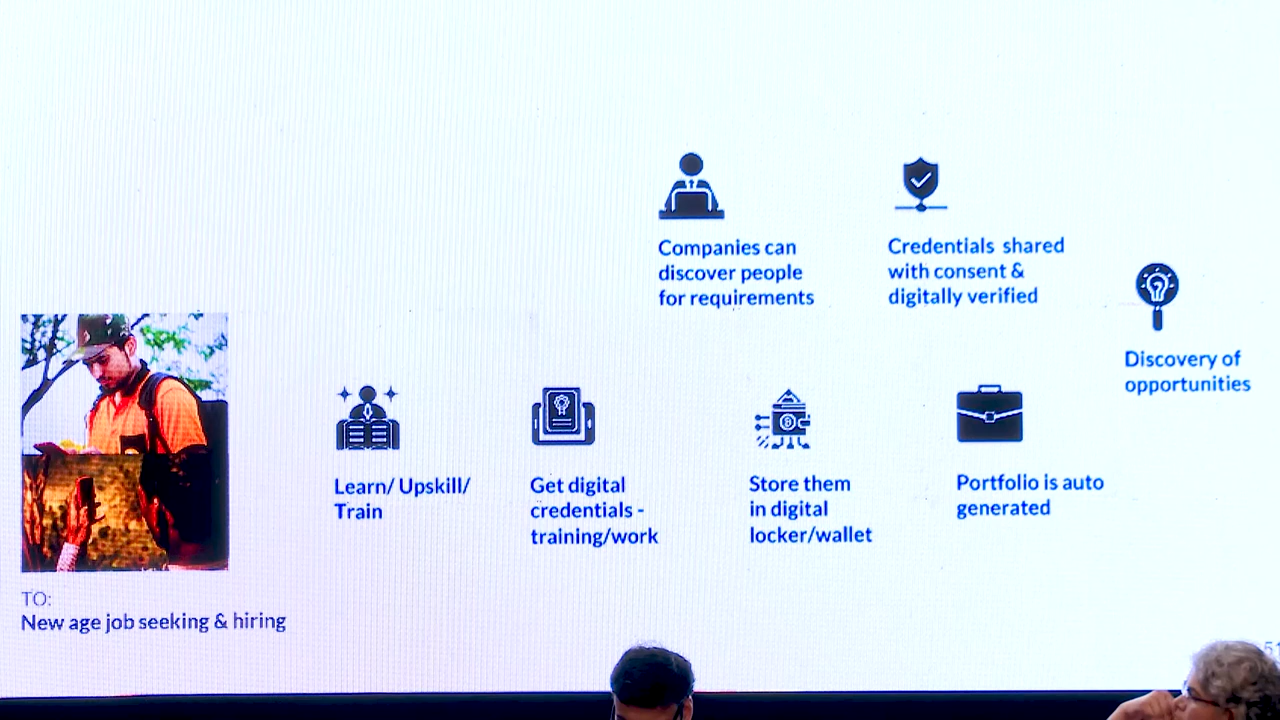 Companies can
discover people
for requirements
Credentials shared
with consent &
digitally verified
Discovery of
opportunities
Learn/ Upskill/
Train
Get digital
credentials -
training/work
Store them
in digital
locker/wallet
Portfolio is auto
generated
TO:
New age job seeking & hiring
51